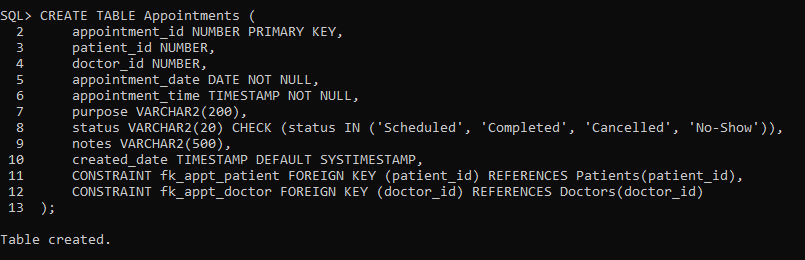 SQL> CREATE TABLE Appointments (
  2      appointment_id NUMBER PRIMARY KEY,
  3      patient_id NUMBER,
  4      doctor_id NUMBER,
  5      appointment_date DATE NOT NULL,
  6      appointment_time TIMESTAMP NOT NULL,
  7      purpose VARCHAR2(200),
  8      status VARCHAR2(20) CHECK (status IN ('Scheduled', 'Completed', 'Cancelled', 'No-Show')),
  9      notes VARCHAR2(500),
 10      created_date TIMESTAMP DEFAULT SYSTIMESTAMP,
 11      CONSTRAINT fk_appt_patient FOREIGN KEY (patient_id) REFERENCES Patients(patient_id),
 12      CONSTRAINT fk_appt_doctor FOREIGN KEY (doctor_id) REFERENCES Doctors(doctor_id)
 13  );
Table created.